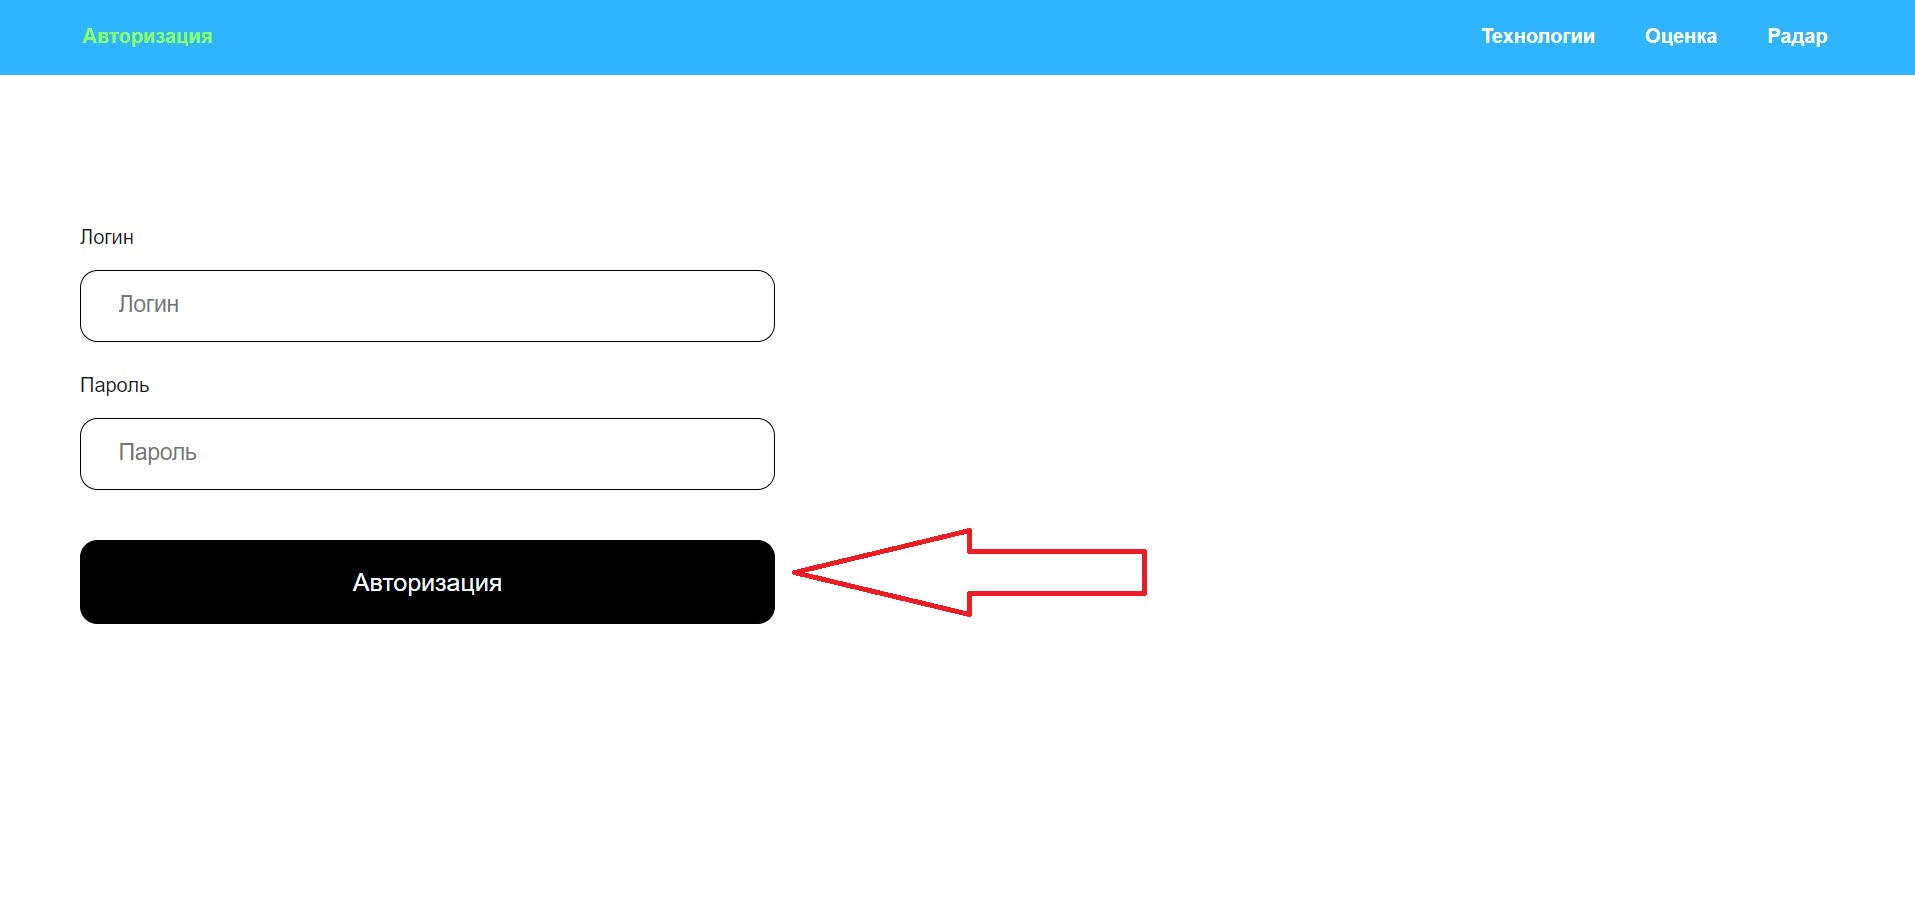 Авторизация Технологии Оценка Радар
Логин
Логин
Пароль
Пароль
Авторизация